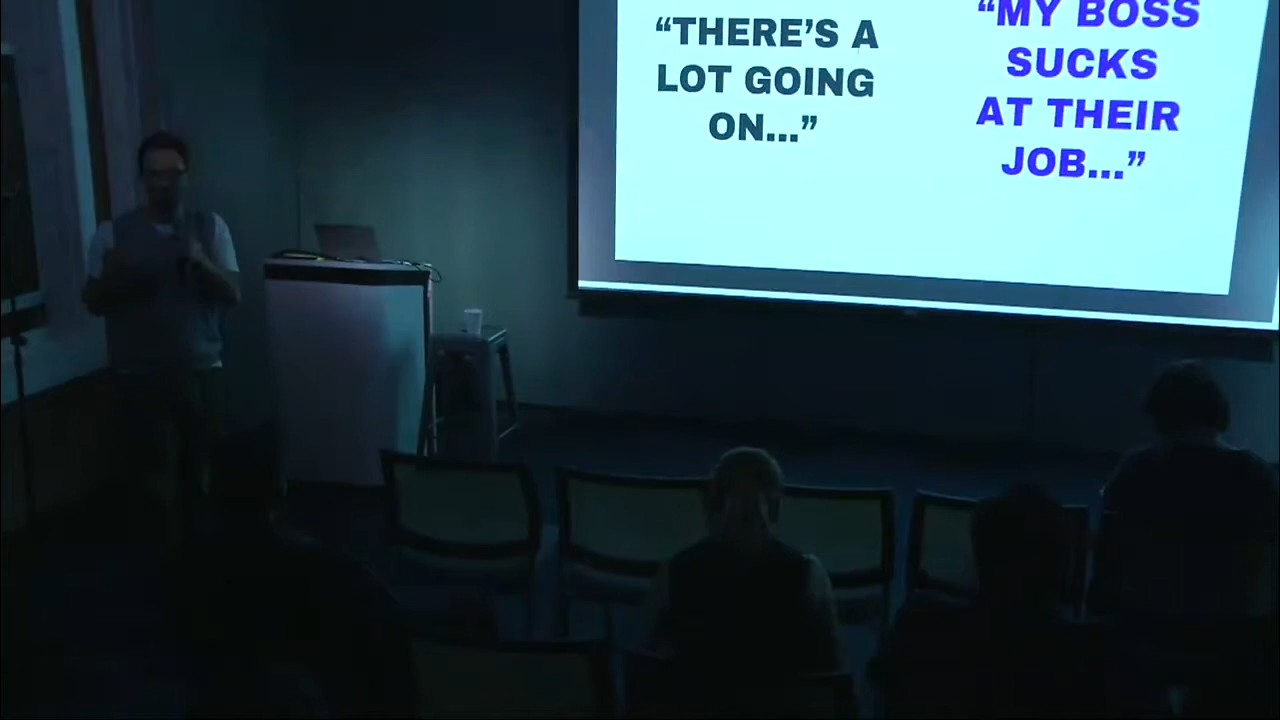 “THERE’S A
LOT GOING
ON...”
“MY BOSS
SUCKS
AT THEIR
JOB...”